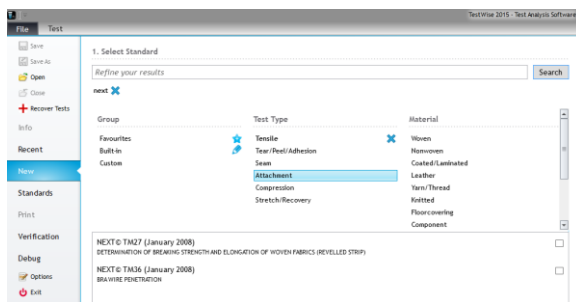 TestWise 2015 - Test Analysis Software
File Test
Save
Save As
Open
Close
Recover Tests
Info
Recent
New
Standards
Print
Verification
Debug
Options
Exit
1. Select Standard
Refine your results
Search
next
Group
Favourites
Built-in
Custom
Test Type
Tensile
Tear/Peel/Adhesion
Seam
Attachment
Compression
Stretch/Recovery
Material
Woven
Nonwoven
Coated/Laminated
Leather
Yarn/Thread
Knitted
Floorcovering
Component
NEXT© TM27 (January 2008)
DETERMINATION OF BREAKING STRENGTH AND ELONGATION OF WOVEN FABRICS (REVELLED STRIP)
NEXT© TM36 (January 2008)
BRA WIRE PENETRATION